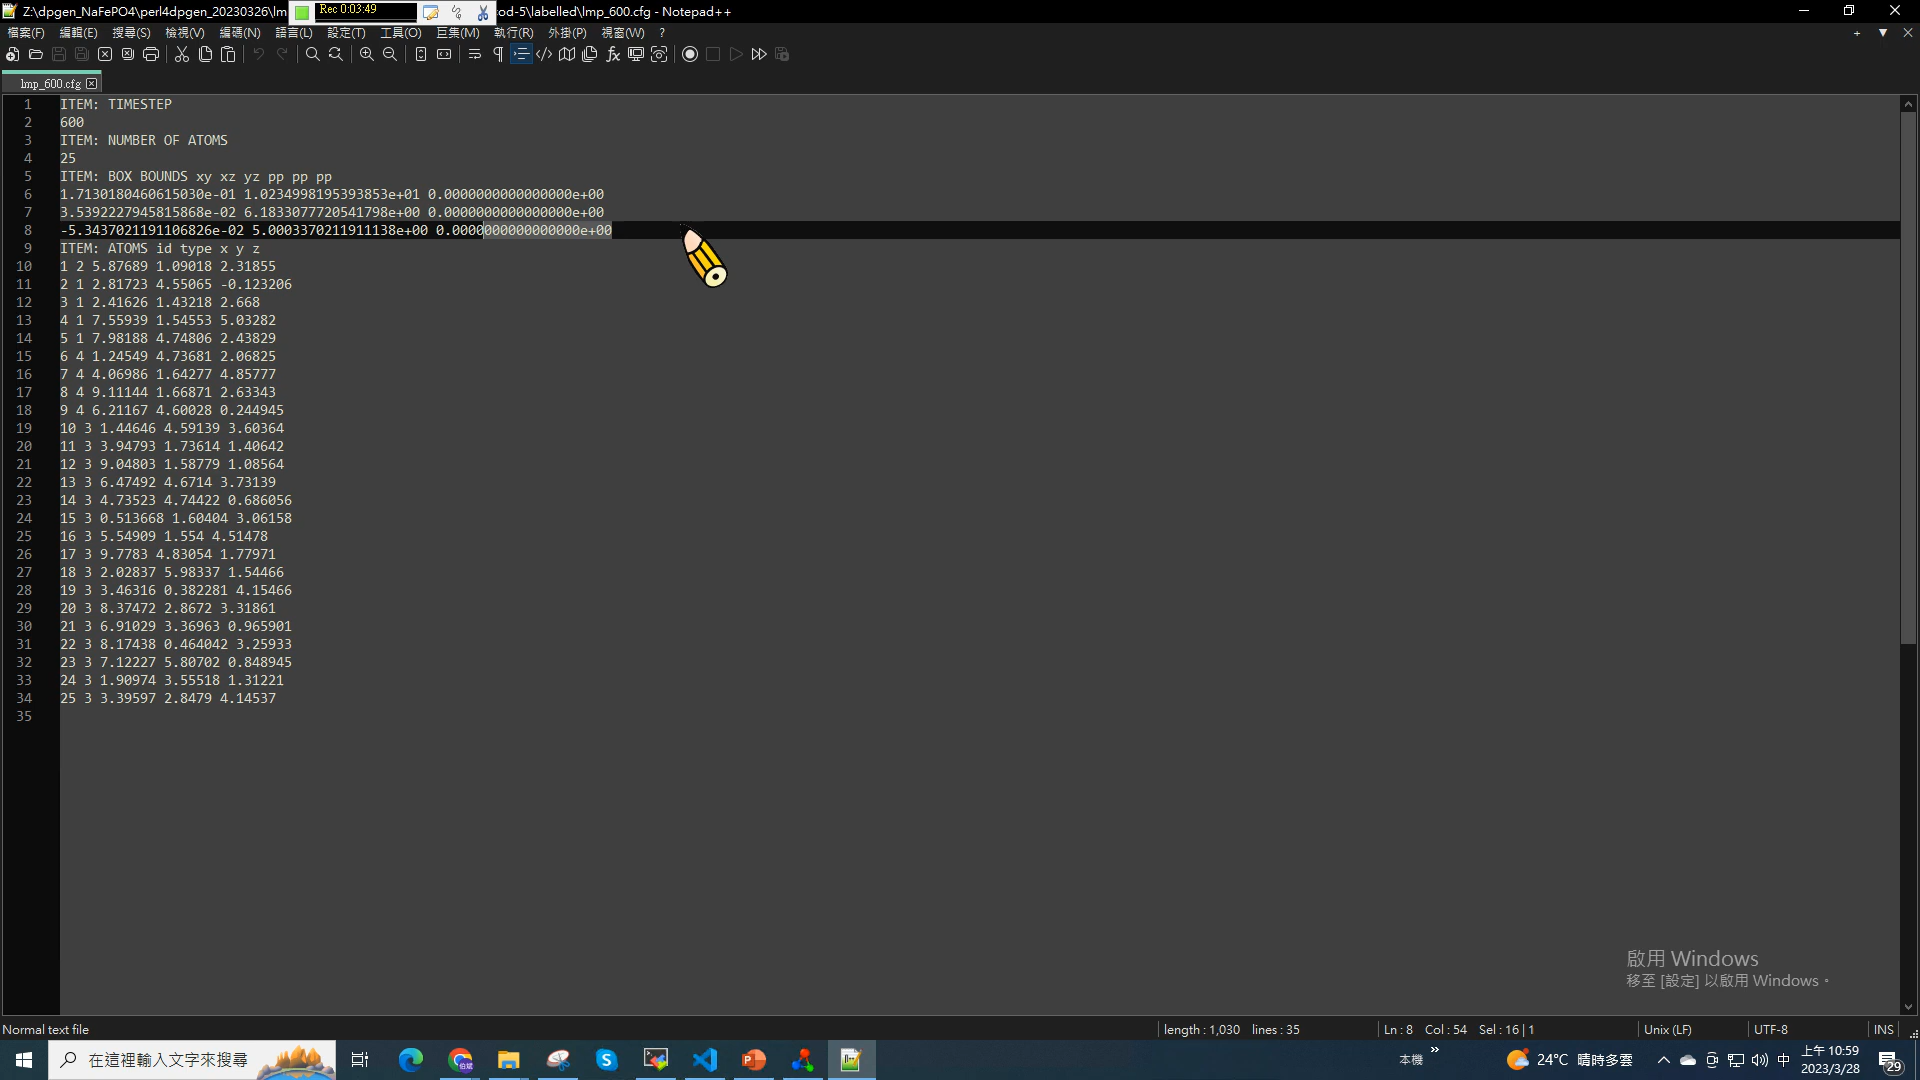 Z:\dpgen_NaFePO4\perl4dpgen_20230326\lm
Rec 0:03:49
od-5\labelled\lmp_600.cfg - Notepad++
檔案(F) 編輯(E) 搜尋(S) 檢視(V) 編碼(N) 語言(L) 設定(T) 工具(O) 巨集(M) 執行(R) 外掛(P) 視窗(W) ?
lmp_600.cfg
1 ITEM: TIMESTEP
2 600
3 ITEM: NUMBER OF ATOMS
4 25
5 ITEM: BOX BOUNDS xy xz yz pp pp pp
6 1.7130180460615030e-01 1.0234998195393853e+01 0.0000000000000000e+00
7 3.5392227945815868e-02 6.1833077720541798e+00 0.0000000000000000e+00
8 -5.3437021191106826e-02 5.0003370211911138e+00 0.0000000000000000e+00
9 ITEM: ATOMS id type x y z
10 1 2 5.87689 1.09018 2.31855
11 2 1 2.81723 4.55065 -0.123206
12 3 1 2.41626 1.43218 2.668
13 4 1 7.55939 1.54553 5.03282
14 5 1 7.98188 4.74806 2.43829
15 6 4 1.24549 4.73681 2.06825
16 7 4 4.06986 1.64277 4.85777
17 8 4 9.11144 1.66871 2.63343
18 9 4 6.21167 4.60028 0.244945
19 10 3 1.44646 4.59139 3.60364
20 11 3 3.94793 1.73614 1.40642
21 12 3 9.04803 1.58779 1.08564
22 13 3 6.47492 4.6714 3.73139
23 14 3 4.73523 4.74422 0.686056
24 15 3 0.513668 1.60404 3.06158
25 16 3 5.54909 1.554 4.51478
26 17 3 9.7783 4.83054 1.77971
27 18 3 2.02837 5.98337 1.54466
28 19 3 3.46316 0.382281 4.15466
29 20 3 8.37472 2.8672 3.31861
30 21 3 6.91029 3.36963 0.965901
31 22 3 8.17438 0.464042 3.25933
32 23 3 7.12227 5.80702 0.848945
33 24 3 1.90974 3.55518 1.31221
34 25 3 3.39597 2.8479 4.14537
35
啟用 Windows
移至 [設定] 以啟用 Windows。
Normal text file length : 1,030 lines : 35 Ln : 8 Col : 54 Sel : 16 | 1 Unix (LF) UTF-8 INS
在這裡輸入文字來搜尋
本機 24°C 晴時多雲 中 上午 10:59
2023/3/28
29